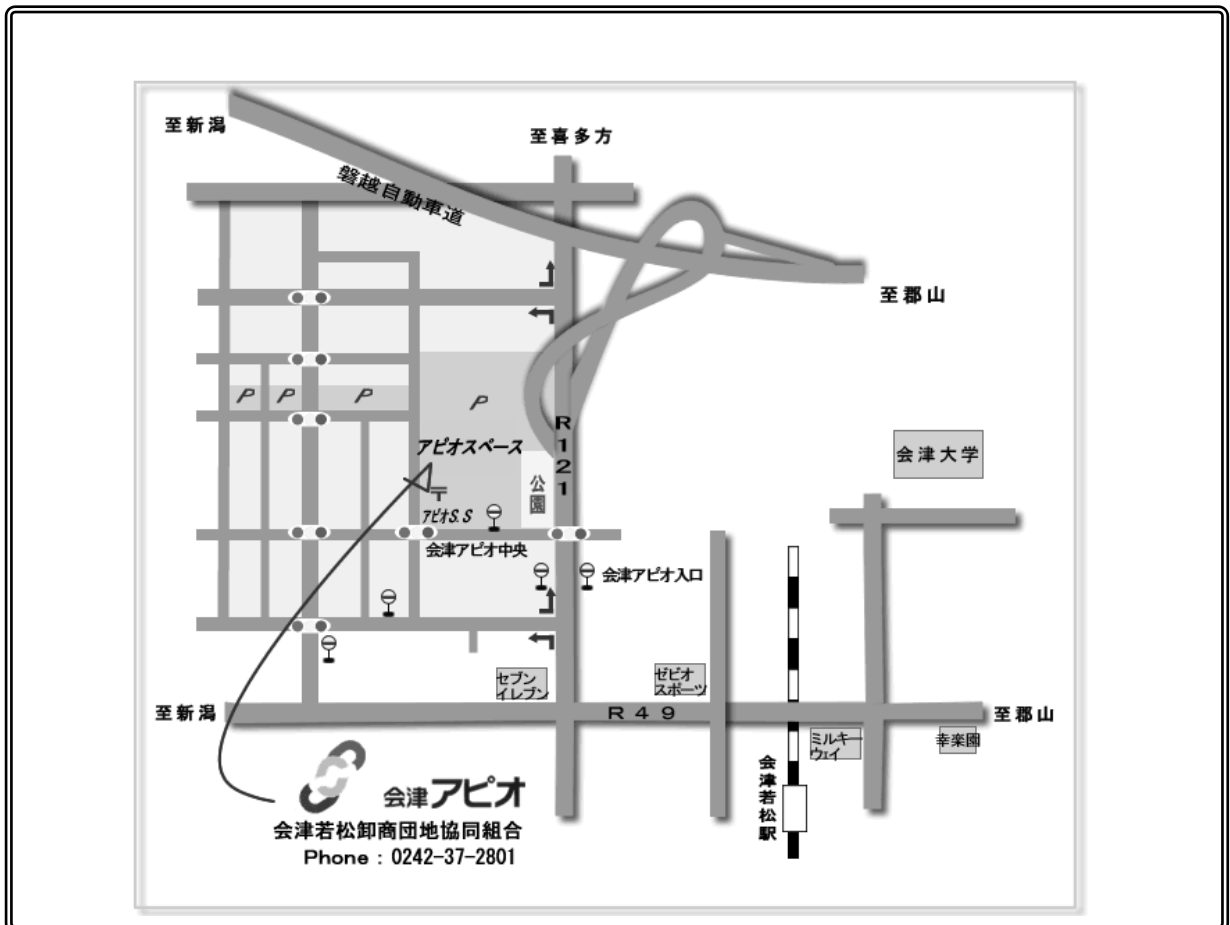 至新潟
至喜多方
磐越自動車道
至郡山
P
P
P
P
R121
会津大学
アピオスペース
公園
〒
アピオS.S
会津アピオ中央
会津アピオ入口
セブン
イレブン
ゼビオ
スポーツ
至新潟
R49
至郡山
ミルキー
ウェイ
幸楽園
会津若松駅
会津アピオ
会津若松卸商団地協同組合
Phone：0242-37-2801